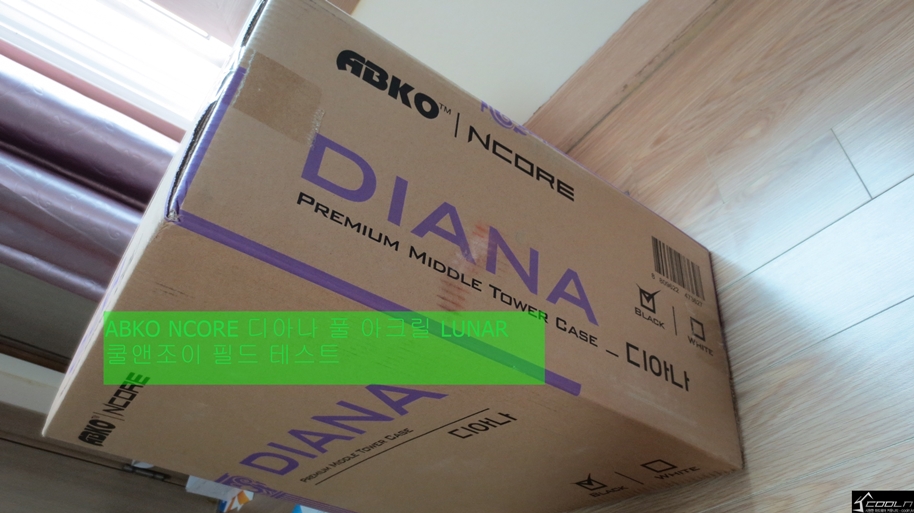 ABKO™ | NCORE
DIANA
PREMIUM MIDDLE TOWER CASE _ 디아나
BLACK | WHITE
ABKO NCORE 디아나 풀 아크릴 LUNAR
쿨앤조이 필드 테스트
ABKO NCORE
DIANA
PREMIUM MIDDLE TOWER CASE
디아나
BLACK | WHITE
COOLN